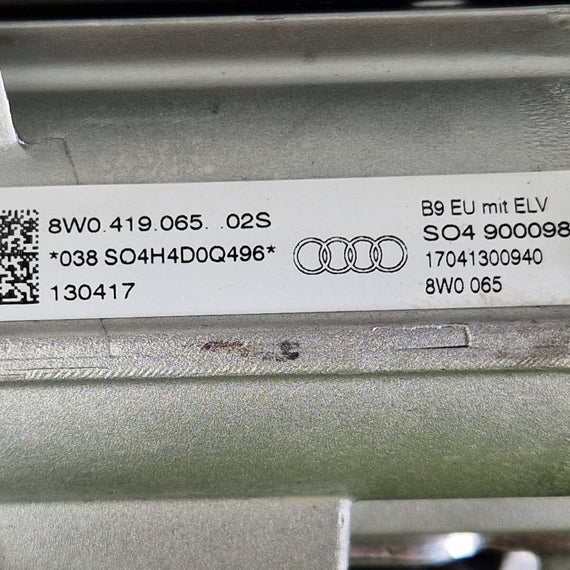 8W0.419.065. .02S
*038 SO4H4D0Q496*
130417
B9 EU mit ELV
SO4 900098
17041300940
8W0 065